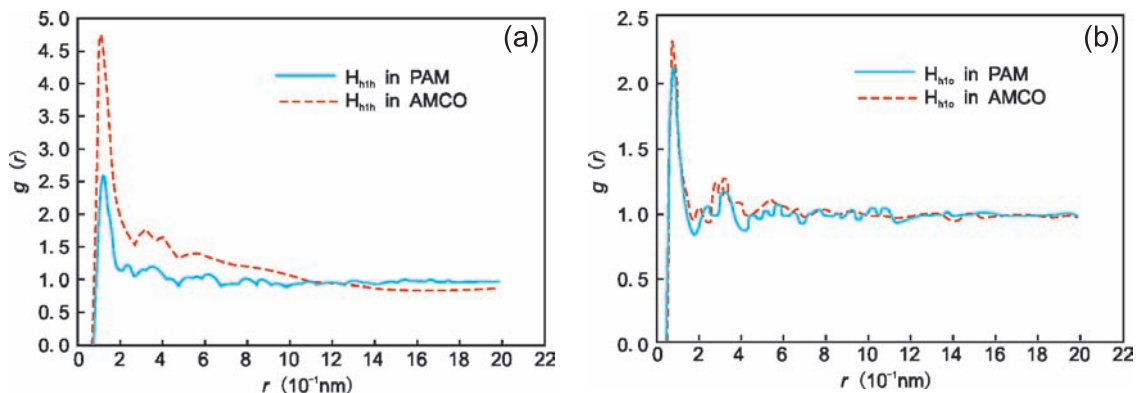 (a)
5.0
4.5
4.0
3.5
3.0
2.5
2.0
1.5
1.0
0.5
0.0
g (r)
Hh1h in PAM
Hh1h in AMCO
0 2 4 6 8 10 12 14 16 18 20 22
r (10⁻¹nm)
(b)
2.5
2.0
1.5
1.0
0.5
0.0
g (r)
Hh1o in PAM
Hh1o in AMCO
0 2 4 6 8 10 12 14 16 18 20 22
r (10⁻¹nm)